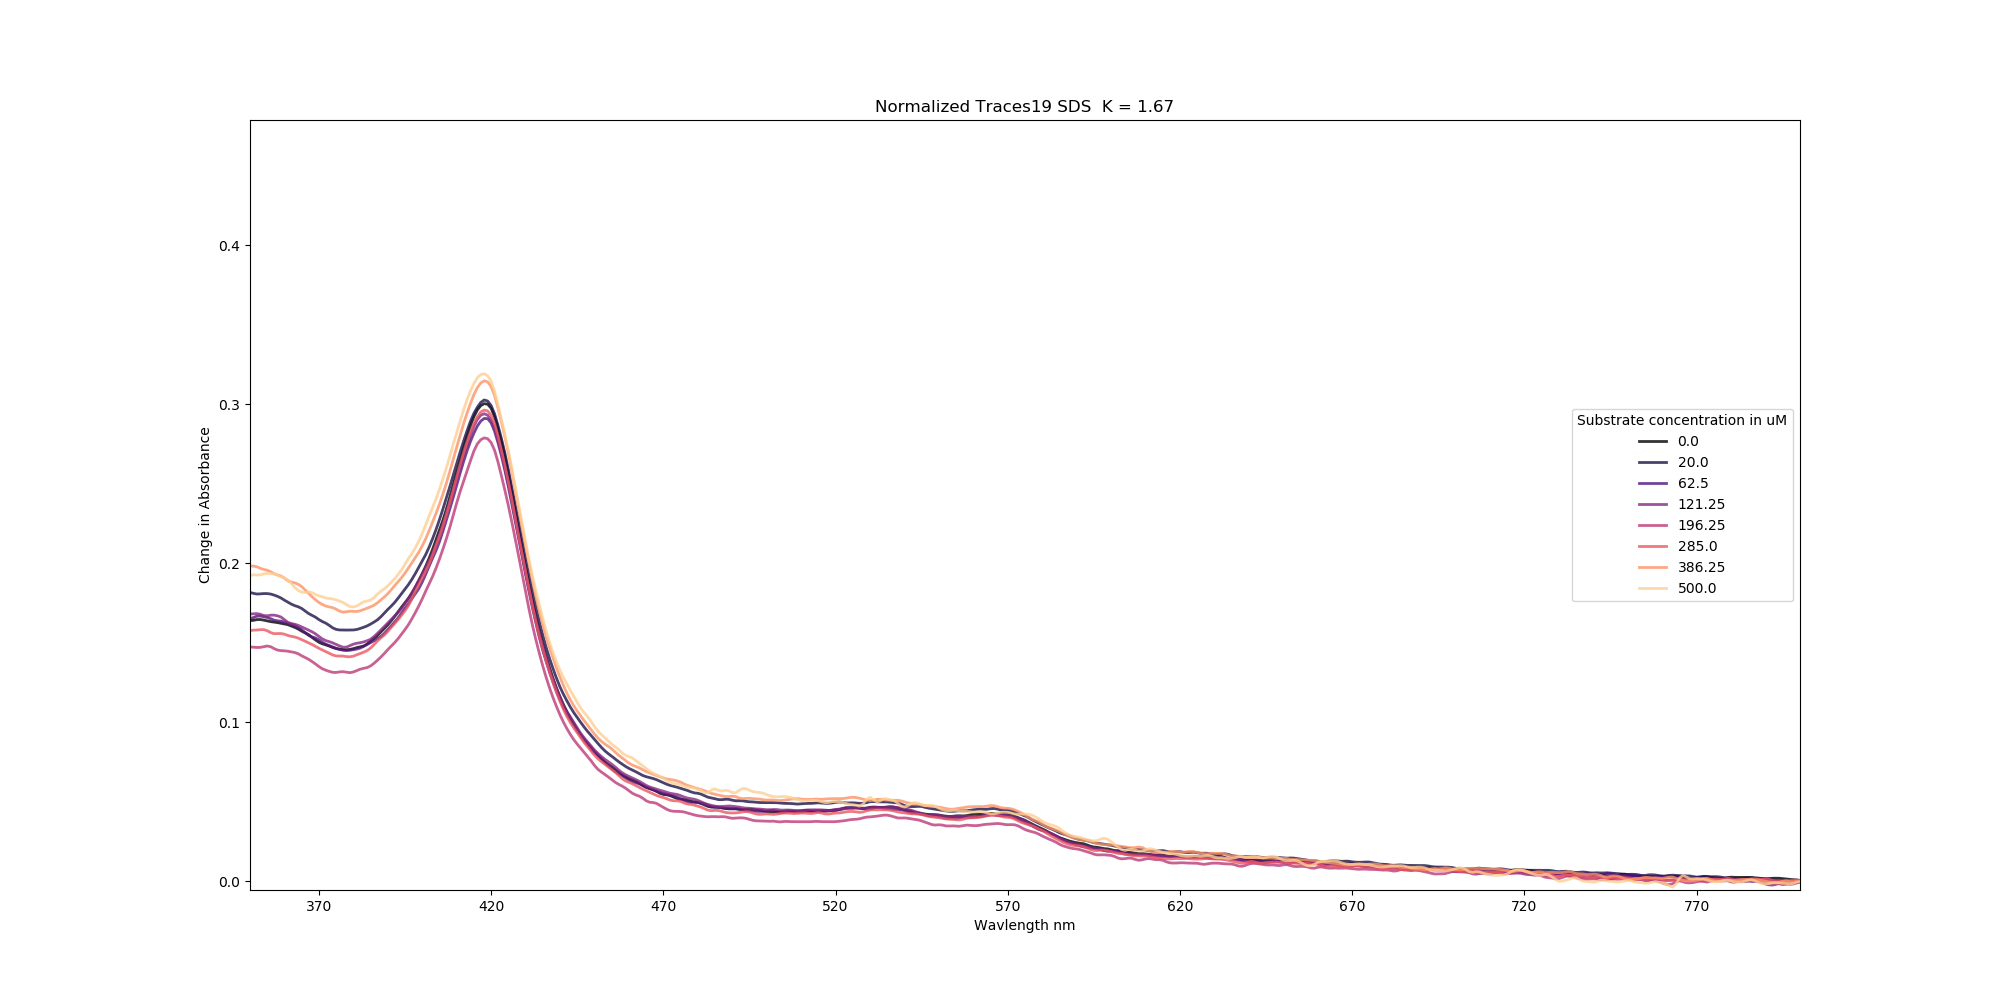 Normalized Traces19 SDS  K = 1.67
Change in Absorbance
0.4
0.3
0.2
0.1
0.0
Substrate concentration in uM
0.0
20.0
62.5
121.25
196.25
285.0
386.25
500.0
370 420 470 520 570 620 670 720 770
Wavlength nm